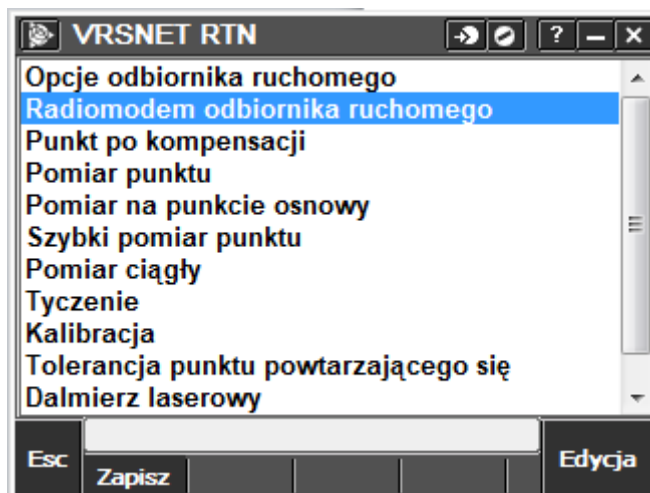 VRSNET RTN
?
Opcje odbiornika ruchomego
Radiomodem odbiornika ruchomego
Punkt po kompensacji
Pomiar punktu
Pomiar na punkcie osnowy
Szybki pomiar punktu
Pomiar ciągły
Tyczenie
Kalibracja
Tolerancja punktu powtarzającego się
Dalmierz laserowy
Esc
Zapisz
Edycja